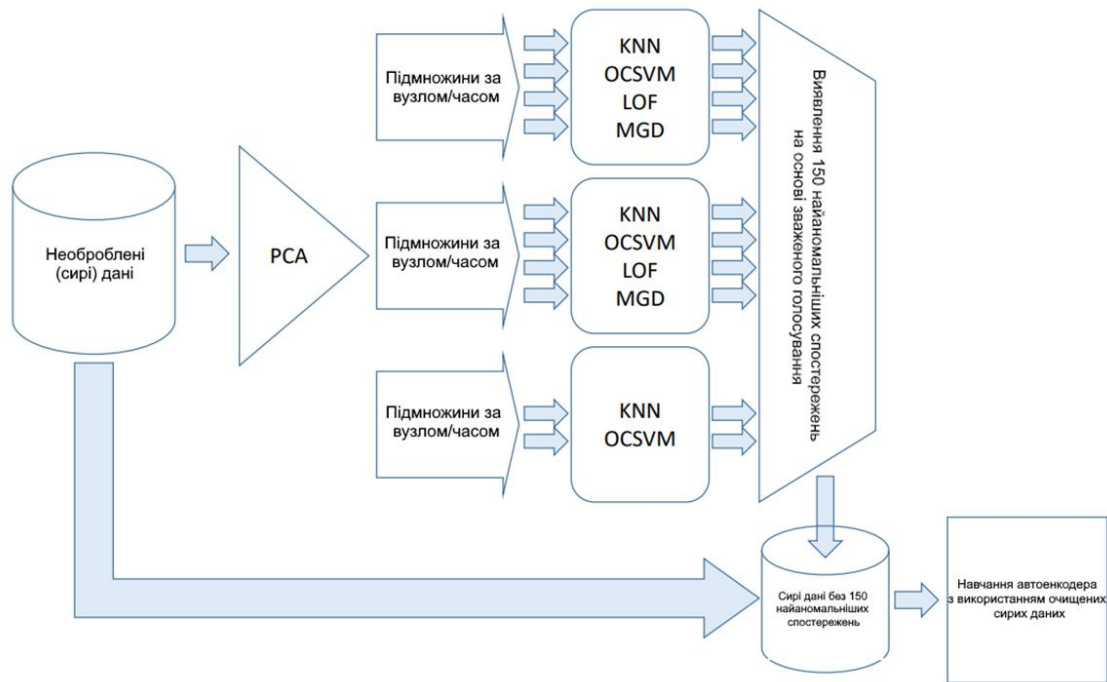 Необроблені
(сирі) дані
PCA
Підмножини за
вузлом/часом
KNN
OCSVM
LOF
MGD
Підмножини за
вузлом/часом
KNN
OCSVM
LOF
MGD
Підмножини за
вузлом/часом
KNN
OCSVM
Виявлення 150 найаномальніших спостережень
на основі зваженого голосування
Сирі дані без 150
найаномальніших
спостережень
Навчання автоенкодера
з використанням очищених
сирих даних